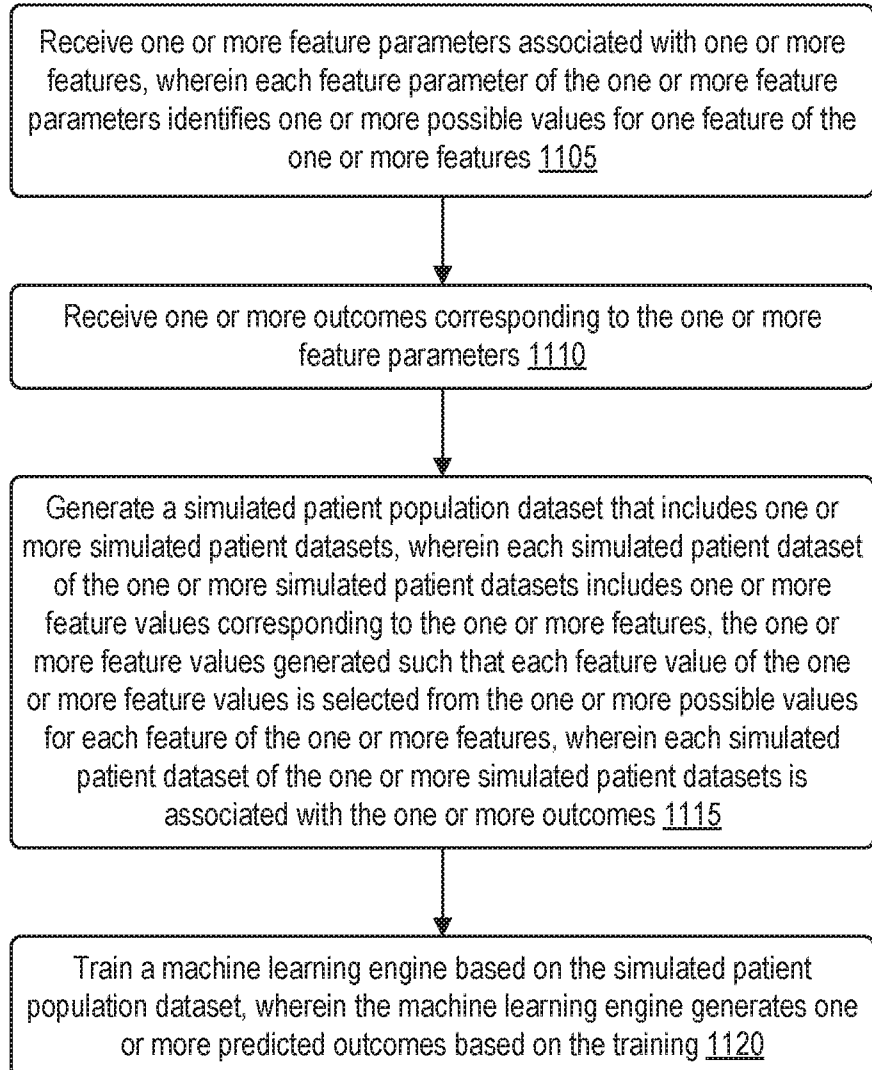 Receive one or more feature parameters associated with one or more
features, wherein each feature parameter of the one or more feature
parameters identifies one or more possible values for one feature of the
one or more features 1105
Receive one or more outcomes corresponding to the one or more
feature parameters 1110
Generate a simulated patient population dataset that includes one or
more simulated patient datasets, wherein each simulated patient dataset
of the one or more simulated patient datasets includes one or more
feature values corresponding to the one or more features, the one or
more feature values generated such that each feature value of the one
or more feature values is selected from the one or more possible values
for each feature of the one or more features, wherein each simulated
patient dataset of the one or more simulated patient datasets is
associated with the one or more outcomes 1115
Train a machine learning engine based on the simulated patient
population dataset, wherein the machine learning engine generates one
or more predicted outcomes based on the training 1120